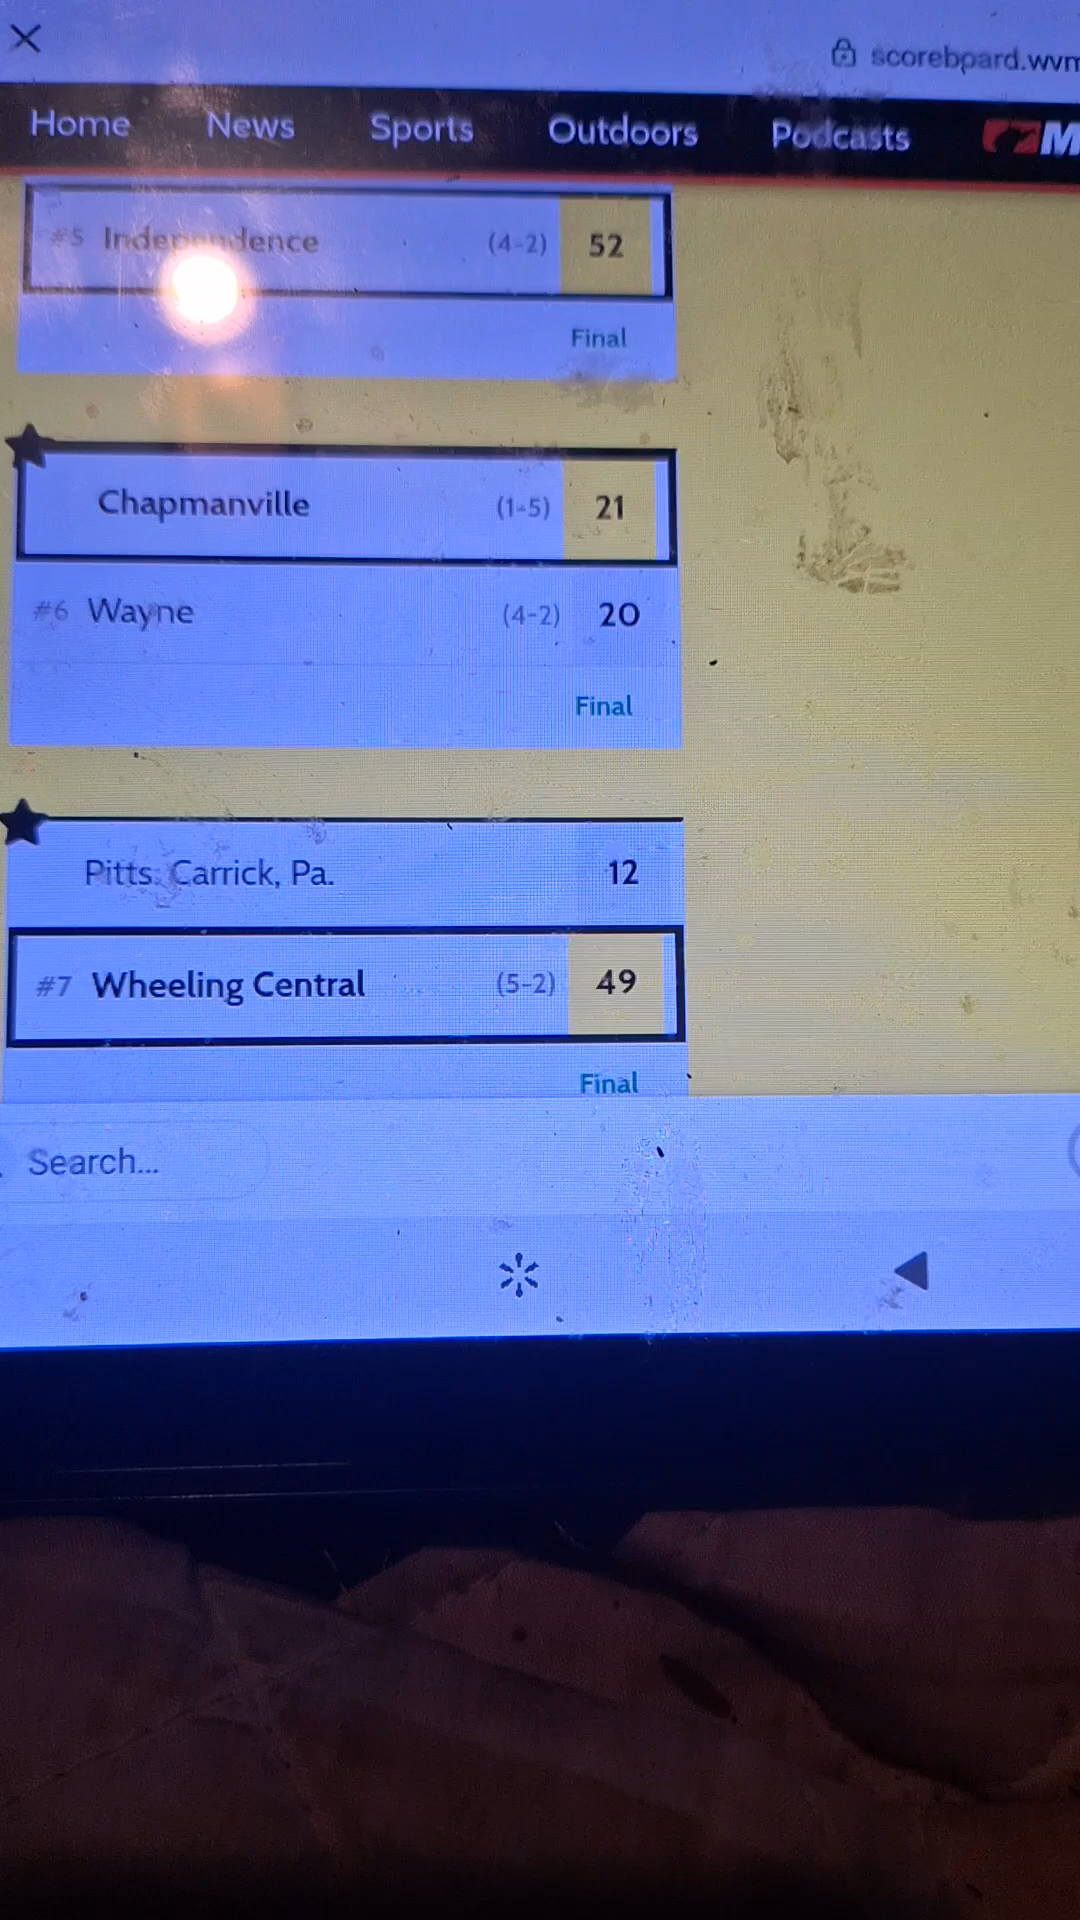 scorebpard.wvm
Home News Sports Outdoors Podcasts M
#5 Independence (4-2) 52
Final
Chapmanville (1-5) 21
#6 Wayne (4-2) 20
Final
Pitts. Carrick, Pa. 12
#7 Wheeling Central (5-2) 49
Final
Search...